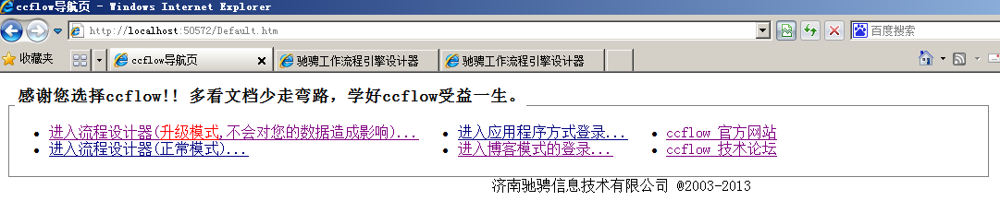 ccflow导航页 - Windows Internet Explorer
http://localhost:50572/Default.htm
百度搜索
收藏夹
ccflow导航页
驰骋工作流程引擎设计器
驰骋工作流程引擎设计器
感谢您选择ccflow!! 多看文档少走弯路，学好ccflow受益一生。
进入流程设计器(升级模式,不会对您的数据造成影响)...
进入应用程序方式登录...
ccflow 官方网站
进入流程设计器(正常模式)...
进入博客模式的登录...
ccflow 技术论坛
济南驰骋信息技术有限公司 @2003-2013